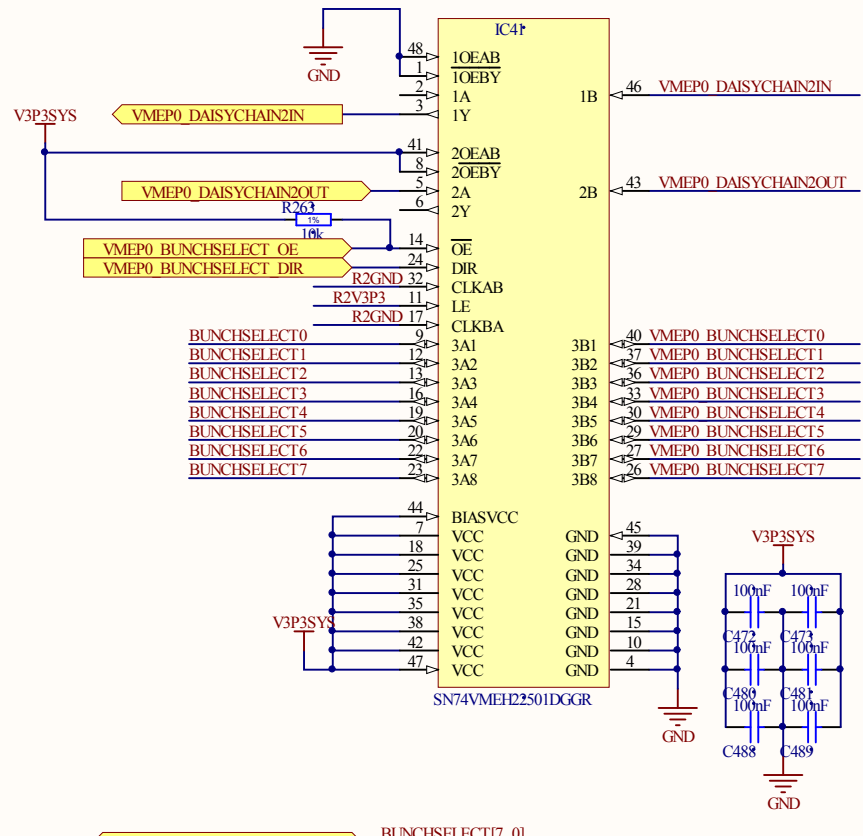 IC41
48 1OEAB
1 1OEBY
GND
2 1A
1B 46 VMEP0_DAISYCHAIN2IN
VMEP0_DAISYCHAIN2IN 3 1Y
V3P3SYS
41 2OEAB
8 2OEBY
VMEP0_DAISYCHAIN2OUT 5 2A
2B 43 VMEP0_DAISYCHAIN2OUT
6 2Y
R263
1%
10k
VMEP0_BUNCHSELECT_OE 14 OE
VMEP0_BUNCHSELECT_DIR 24 DIR
R2GND 32 CLKAB
R2V3P3 11 LE
R2GND 17 CLKBA
BUNCHSELECT0 9 3A1 3B1 40 VMEP0_BUNCHSELECT0
BUNCHSELECT1 12 3A2 3B2 37 VMEP0_BUNCHSELECT1
BUNCHSELECT2 13 3A3 3B3 36 VMEP0_BUNCHSELECT2
BUNCHSELECT3 16 3A4 3B4 33 VMEP0_BUNCHSELECT3
BUNCHSELECT4 19 3A5 3B5 30 VMEP0_BUNCHSELECT4
BUNCHSELECT5 20 3A6 3B6 29 VMEP0_BUNCHSELECT5
BUNCHSELECT6 22 3A7 3B7 27 VMEP0_BUNCHSELECT6
BUNCHSELECT7 23 3A8 3B8 26 VMEP0_BUNCHSELECT7
44 BIASVCC
7 VCC GND 45
18 VCC GND 39
25 VCC GND 34
31 VCC GND 28
35 VCC GND 21
V3P3SYS 38 VCC GND 15
42 VCC GND 10
47 VCC GND 4
SN74VMEH22501DGGR
GND
V3P3SYS
100nF 100nF
C472 C473
100nF 100nF
C480 C481
100nF 100nF
C488 C489
GND
BUNCHSELECT[7..0]